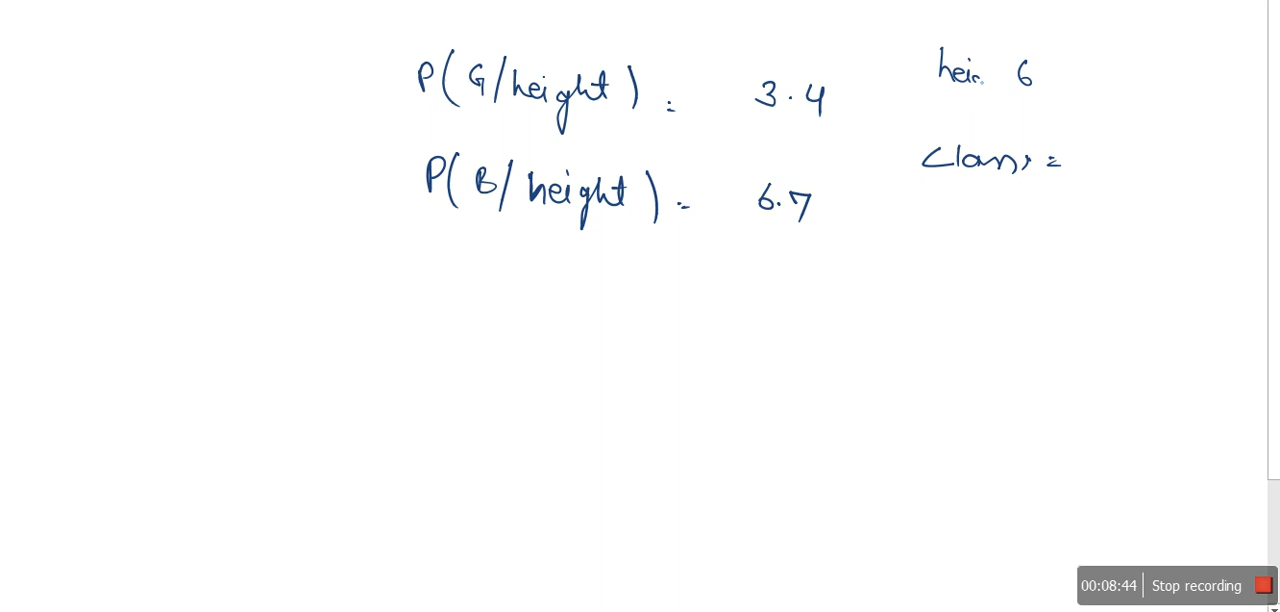 P(G/height) = 3.4
P(B/height) = 6.7
hei. 6
Class =
00:08:44 Stop recording